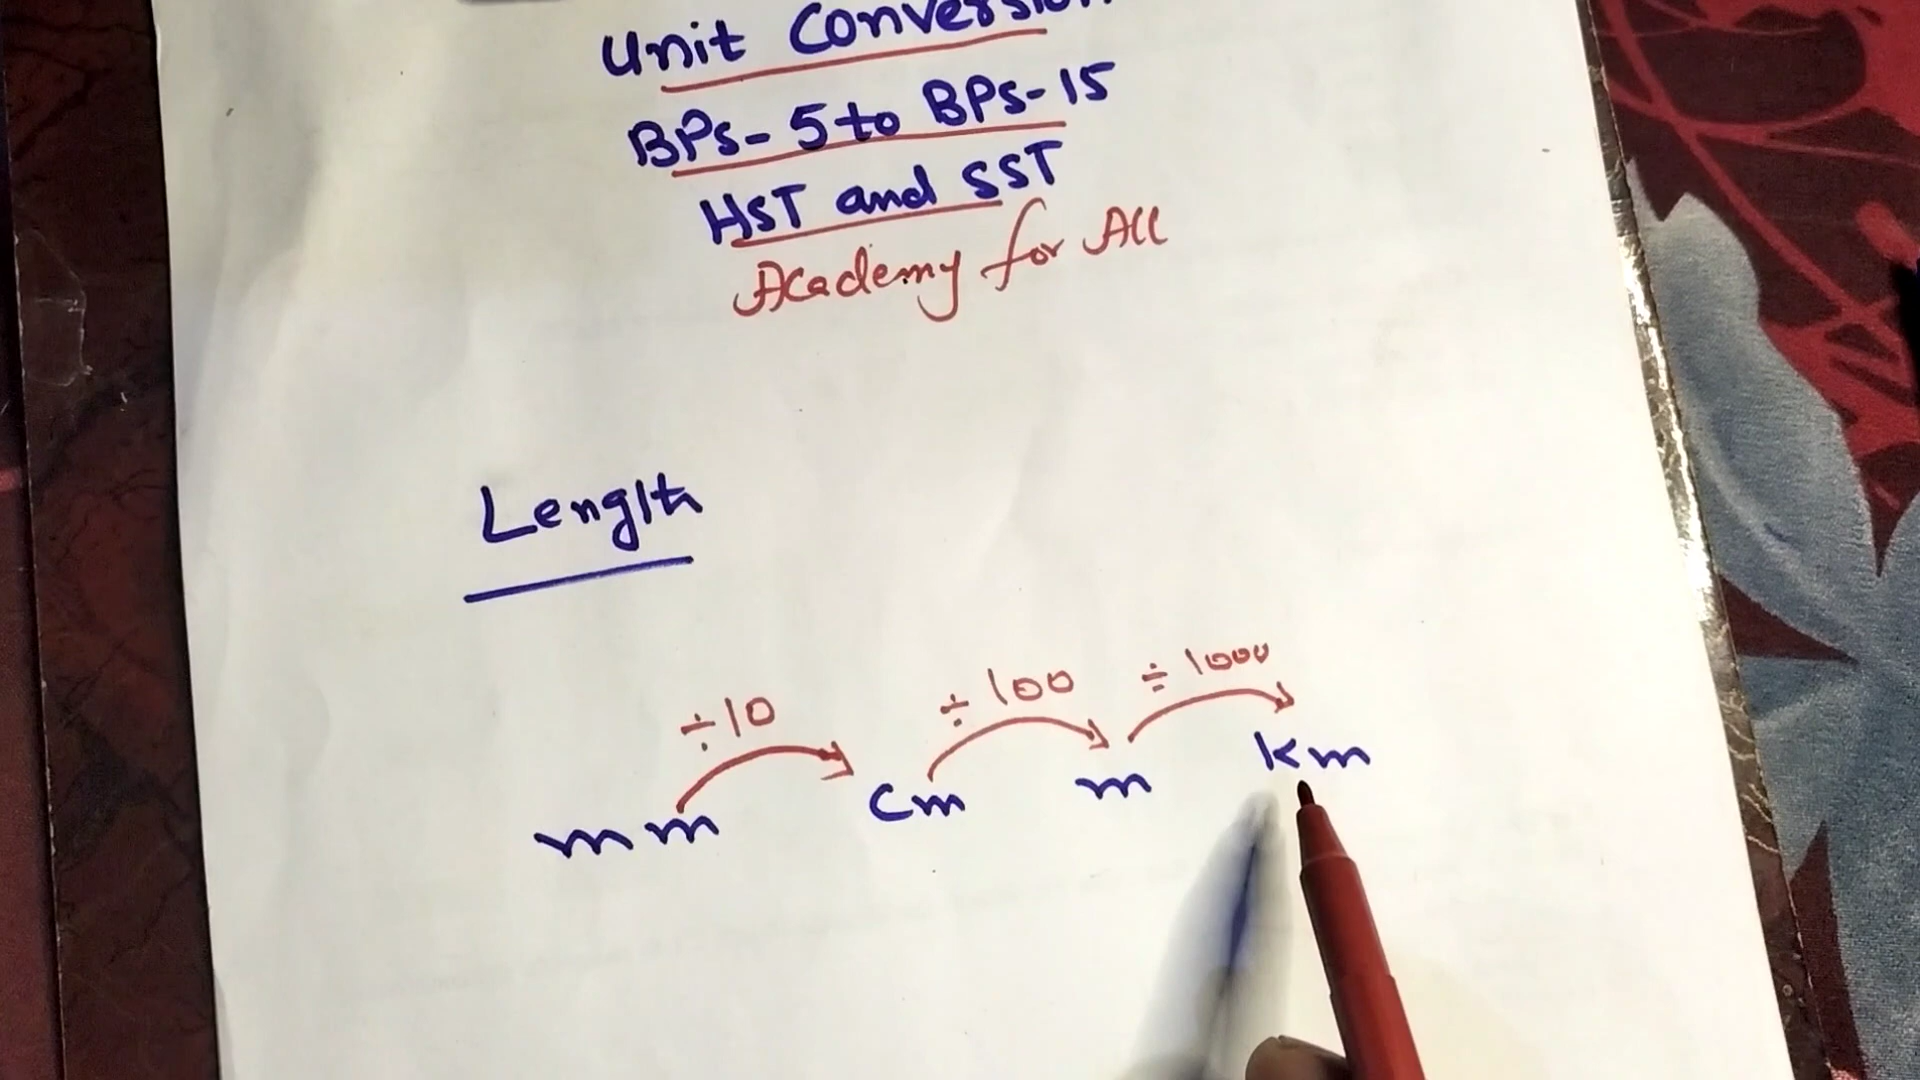 Unit Conversion
BPS-5 to BPS-15
HST and SST
Academy for All
Length
÷10 ÷100 ÷1000
mm cm m km